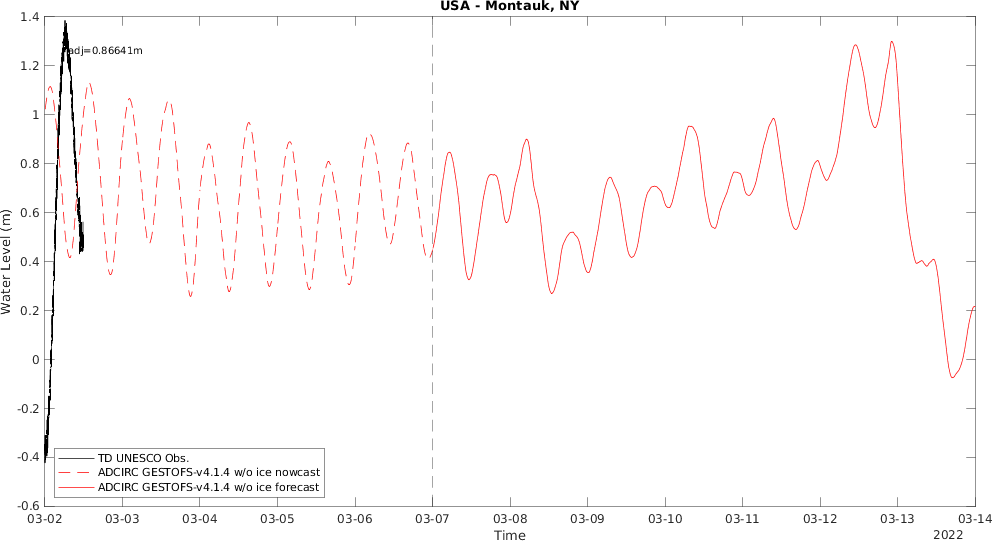 USA - Montauk, NY
adj=0.86641m
Water Level (m)
1.4
1.2
1
0.8
0.6
0.4
0.2
0
-0.2
-0.4
-0.6
TD UNESCO Obs.
ADCIRC GESTOFS-v4.1.4 w/o ice nowcast
ADCIRC GESTOFS-v4.1.4 w/o ice forecast
03-02 03-03 03-04 03-05 03-06 03-07 03-08 03-09 03-10 03-11 03-12 03-13 03-14
Time
2022